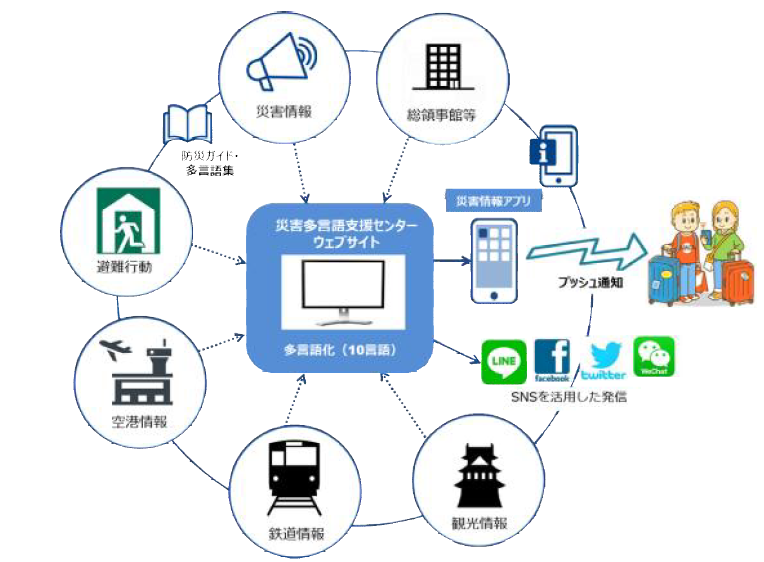 災害情報
総領事館等
防災ガイド・
多言語集
避難行動
災害多言語支援センター
ウェブサイト
多言語化（10言語）
災害情報アプリ
プッシュ通知
空港情報
LINE
facebook
twitter
WeChat
SNSを活用した発信
鉄道情報
観光情報